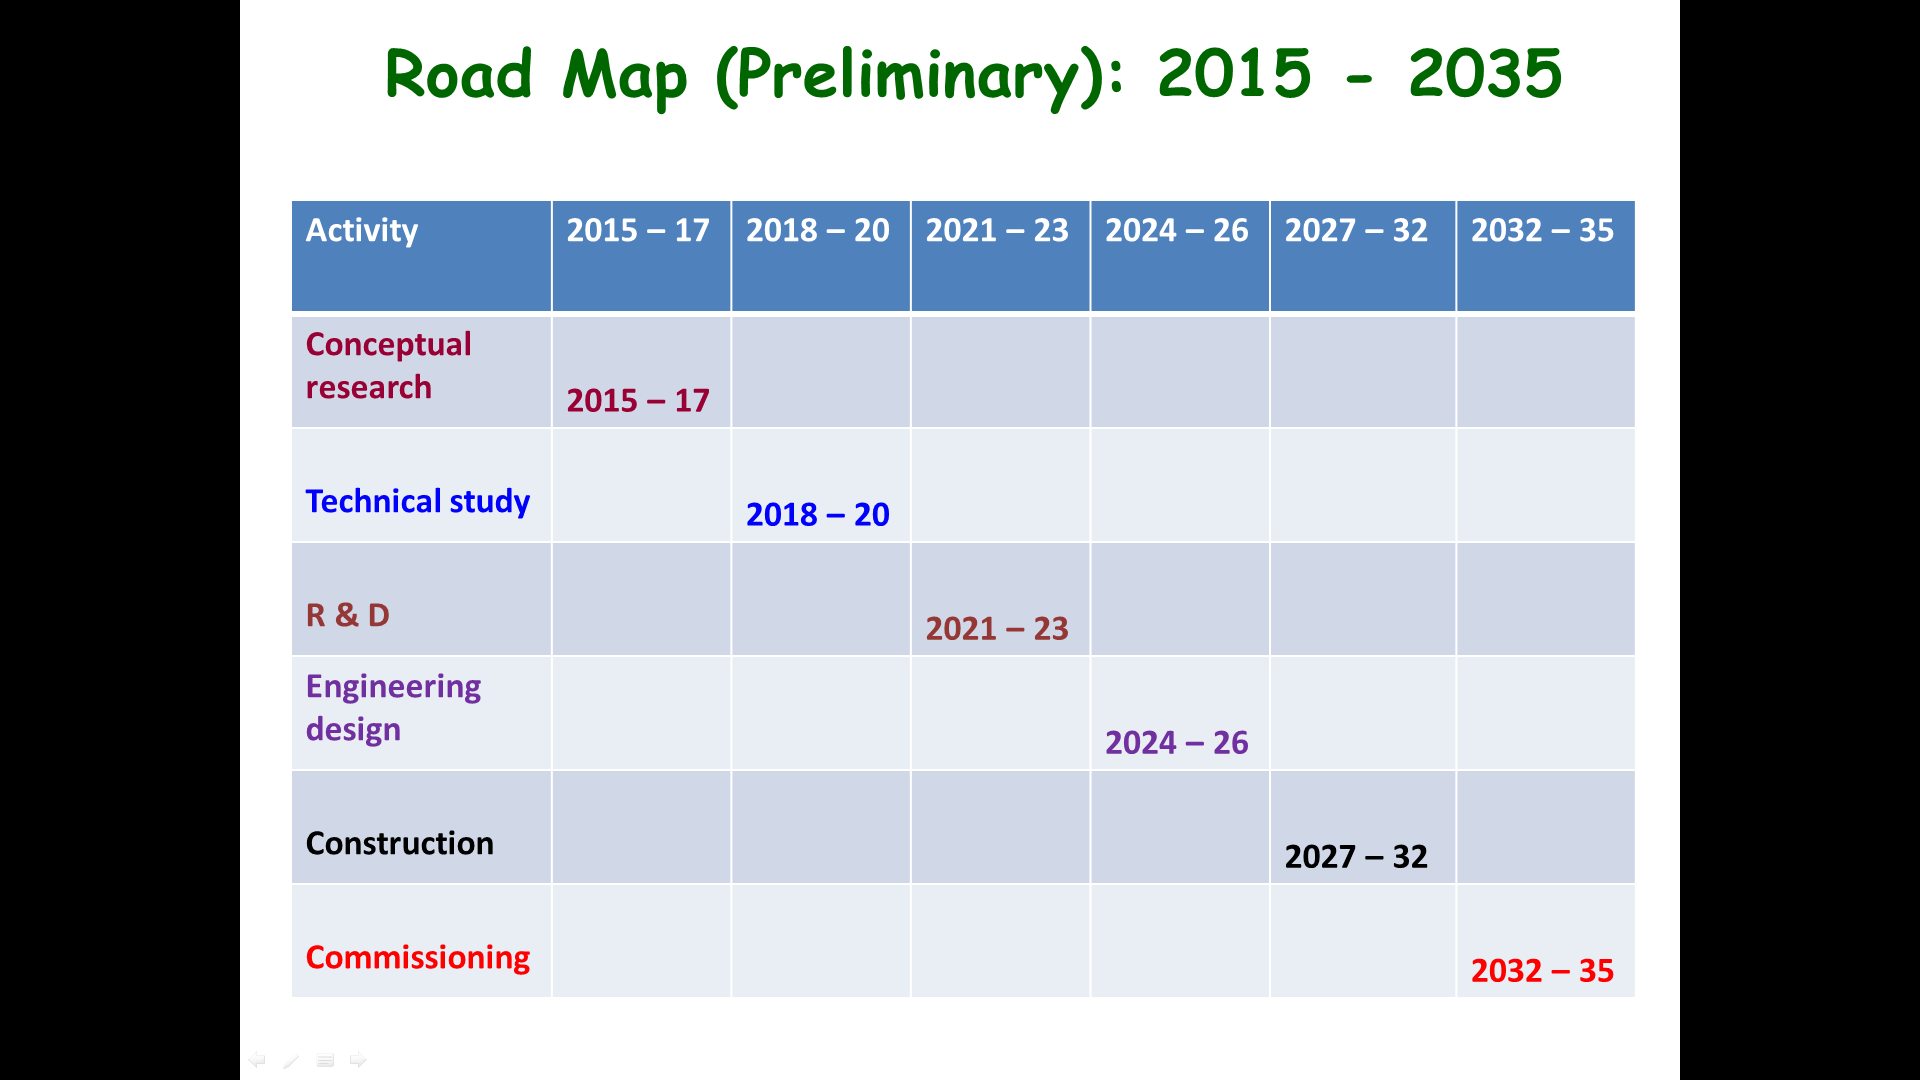 Road Map (Preliminary): 2015 - 2035
Activity 2015 – 17 2018 – 20 2021 – 23 2024 – 26 2027 – 32 2032 – 35
Conceptual
research
2015 – 17
Technical study
2018 – 20
R & D
2021 – 23
Engineering
design
2024 – 26
Construction
2027 – 32
Commissioning
2032 – 35